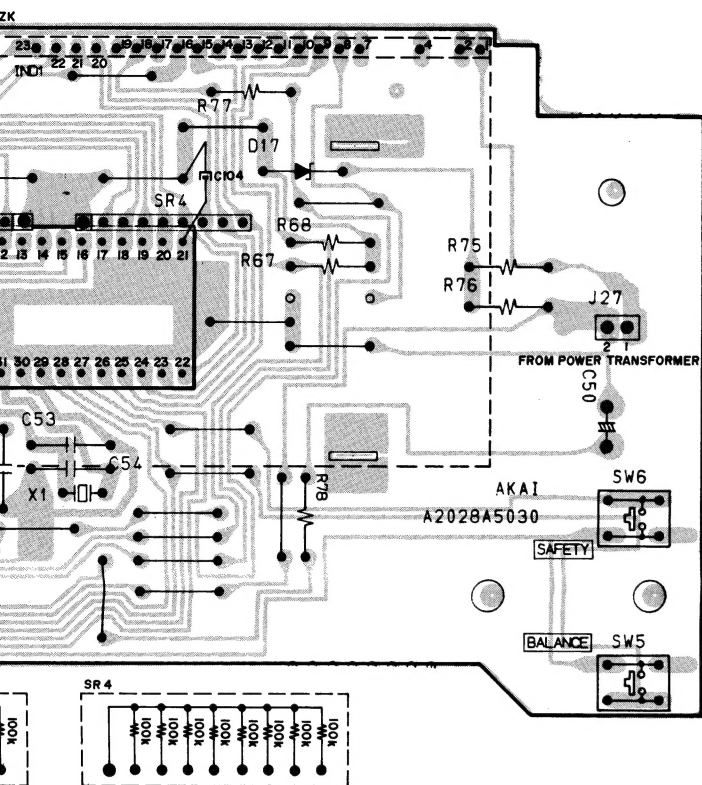 ZK
23 22 21 20 19 18 17 16 15 14 13 12 11 10 9 8 7 4 2 1
IND1
R77
D17
C104
SR4
R68
2 13 14 15 16 17 18 19 20 21
R67
R75
R76
J27
2 1
FROM POWER TRANSFORMER
31 30 29 28 27 26 25 24 23 22
C50
C53
C54
X1
R78
AKAI
SW6
A2028A5030
SAFETY
BALANCE
SW5
SR4
100k
100k 100k 100k 100k 100k 100k 100k 100k